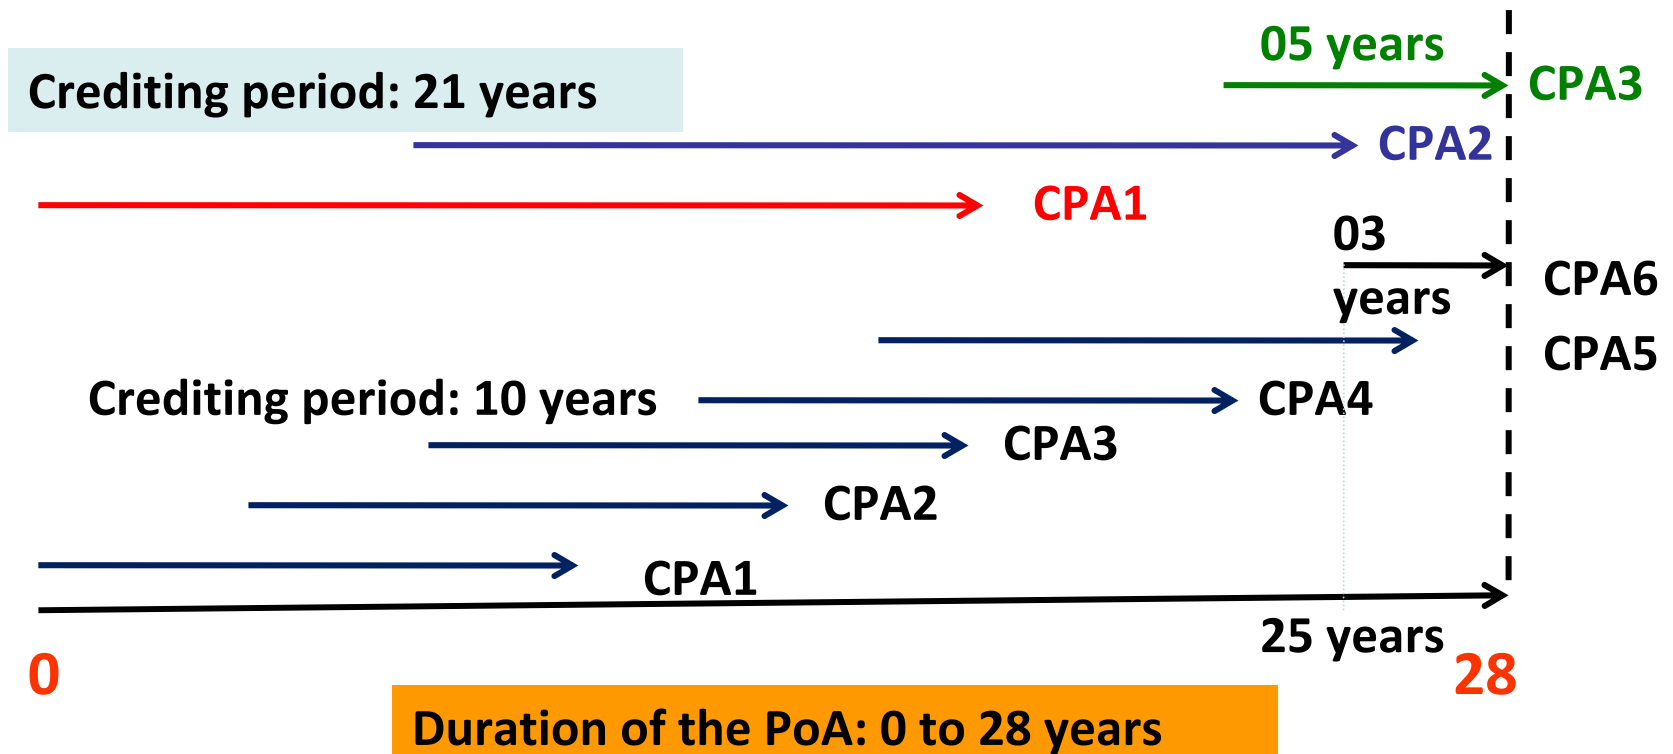 05 years
Crediting period: 21 years
CPA3
CPA2
CPA1
03
years
CPA6
CPA5
Crediting period: 10 years
CPA4
CPA3
CPA2
CPA1
25 years
0
28
Duration of the PoA: 0 to 28 years